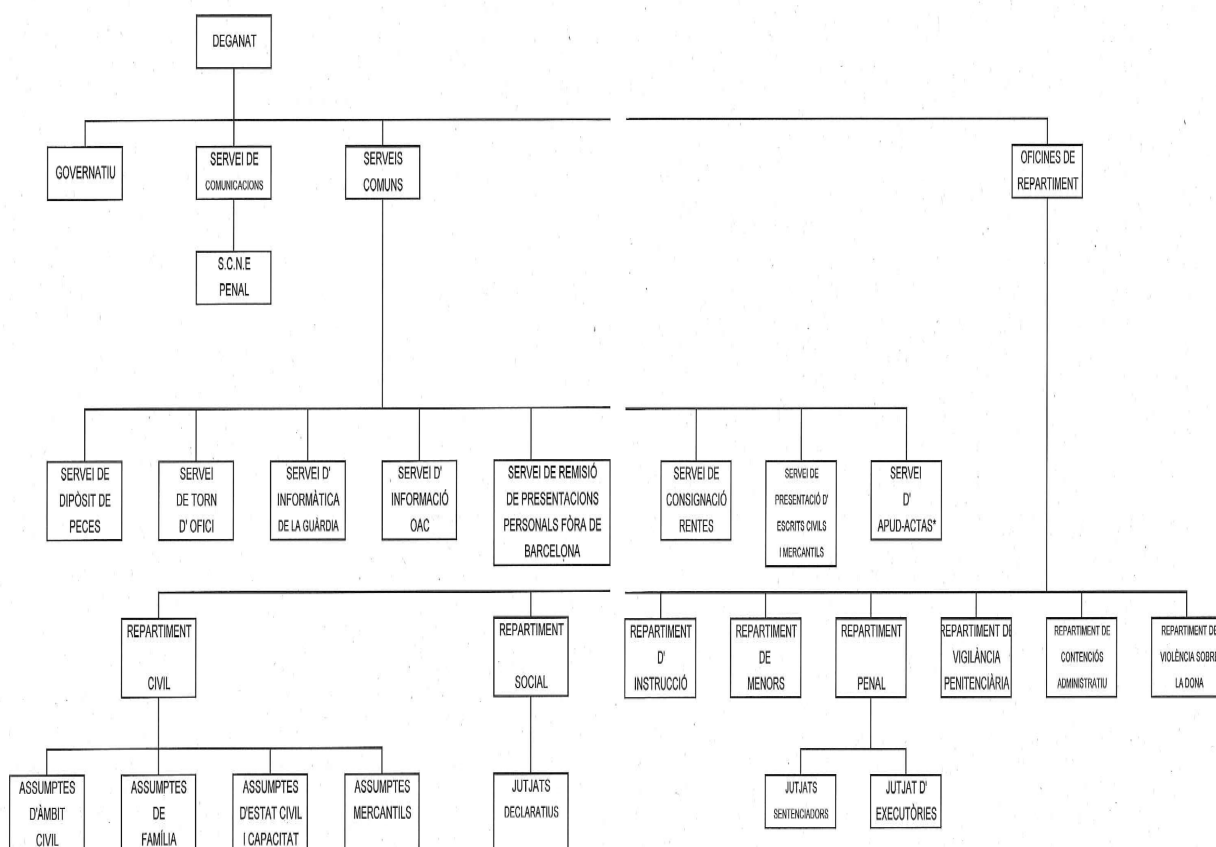 DEGANAT
GOVERNATIU
SERVEI DE
COMUNICACIONS
SERVEIS
COMUNS
OFICINES DE
REPARTIMENT
S.C.N.E
PENAL
SERVEI DE
DIPÒSIT DE
PECES
SERVEI
DE TORN
D' OFICI
SERVEI D'
INFORMÀTICA
DE LA GUÀRDIA
SERVEI D'
INFORMACIÓ
OAC
SERVEI DE REMISIÓ
DE PRESENTACIONS
PERSONALS FÒRA DE
BARCELONA
SERVEI DE
CONSIGNACIÓ
RENTES
SERVEI DE
PRESENTACIÓ D'
ESCRITS CIVILS
I MERCANTILS
SERVEI
D'
APUD-ACTAS*
REPARTIMENT
CIVIL
REPARTIMENT
SOCIAL
REPARTIMENT
D'
INSTRUCCIÓ
REPARTIMENT
DE
MENORS
REPARTIMENT
PENAL
REPARTIMENT DE
VIGILÀNCIA
PENITENCIÀRIA
REPARTIMENT DE
CONTENCIÓS
ADMINISTRATIU
REPARTIMENT DE
VIOLÈNCIA SOBRE
LA DONA
ASSUMPTES
D'ÀMBIT
CIVIL
ASSUMPTES
DE
FAMÍLIA
ASSUMPTES
D'ESTAT CIVIL
I CAPACITAT
ASSUMPTES
MERCANTILS
JUTJATS
DECLARATIUS
JUTJATS
SENTENCIADORS
JUTJAT D'
EXECUTÒRIES